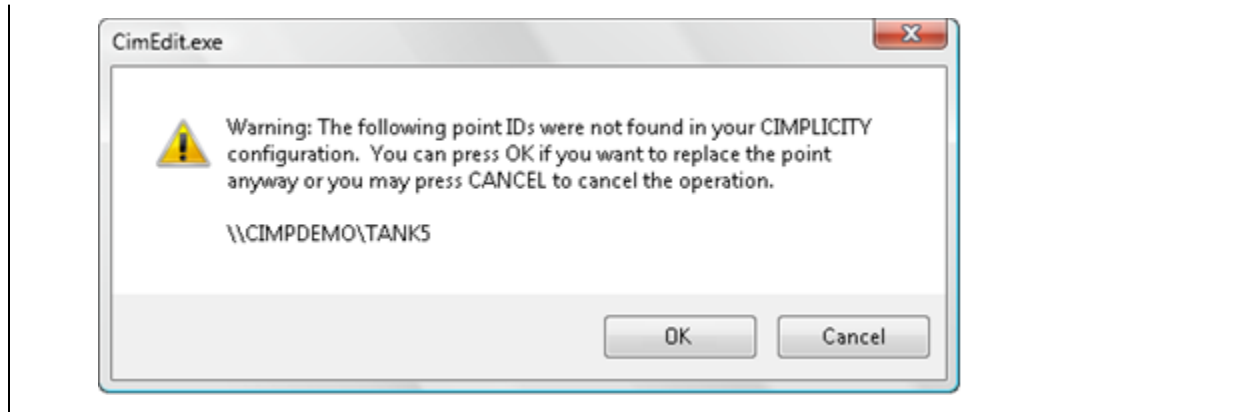 CimEdit.exe
Warning: The following point IDs were not found in your CIMPLICITY
configuration.  You can press OK if you want to replace the point
anyway or you may press CANCEL to cancel the operation.
\\CIMPDEMO\TANK5
OK
Cancel